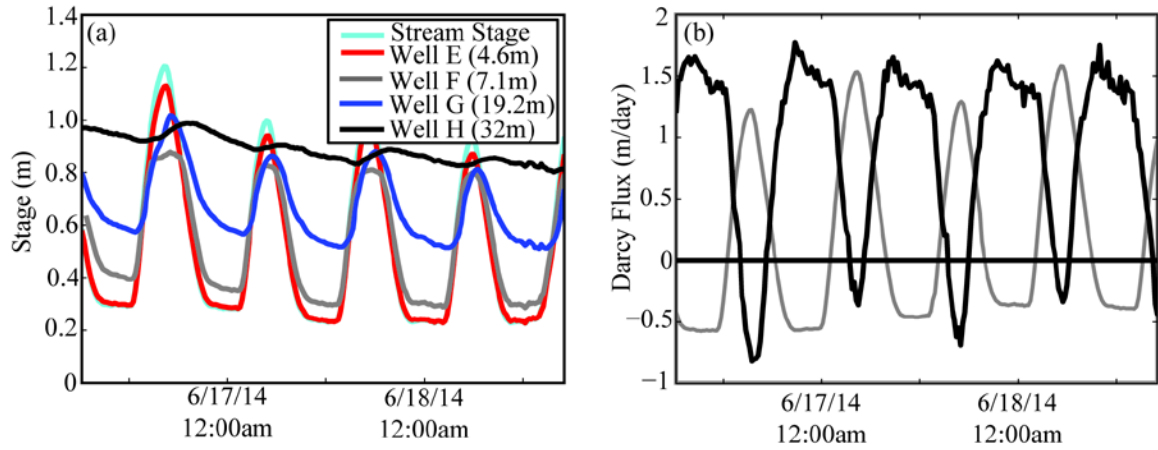 (a)
Stream Stage
Well E (4.6m)
Well F (7.1m)
Well G (19.2m)
Well H (32m)
Stage (m)
1.4
1.2
1.0
0.8
0.6
0.4
0.2
0
6/17/14
12:00am
6/18/14
12:00am
(b)
Darcy Flux (m/day)
2
1.5
1
0.5
0
−0.5
−1
6/17/14
12:00am
6/18/14
12:00am